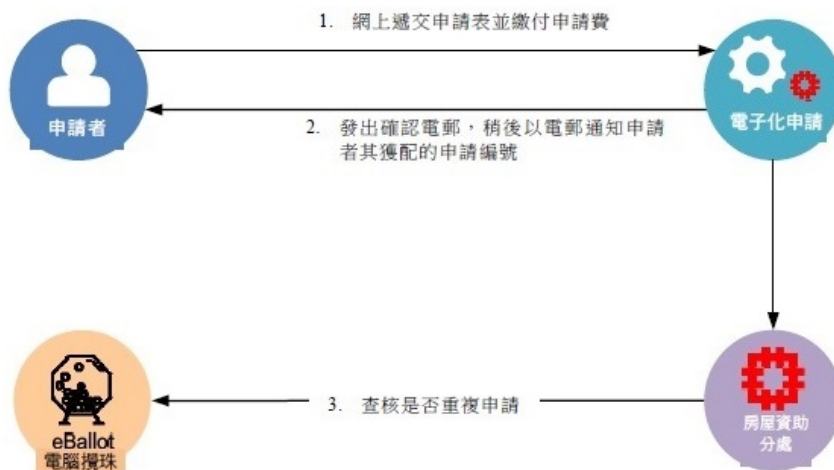 1. 網上遞交申請表並繳付申請費
申請者
電子化申請
2. 發出確認電郵，稍後以電郵通知申請
者其獲配的申請編號
3. 查核是否重複申請
eBallot
電腦攪珠
房屋資助
分處